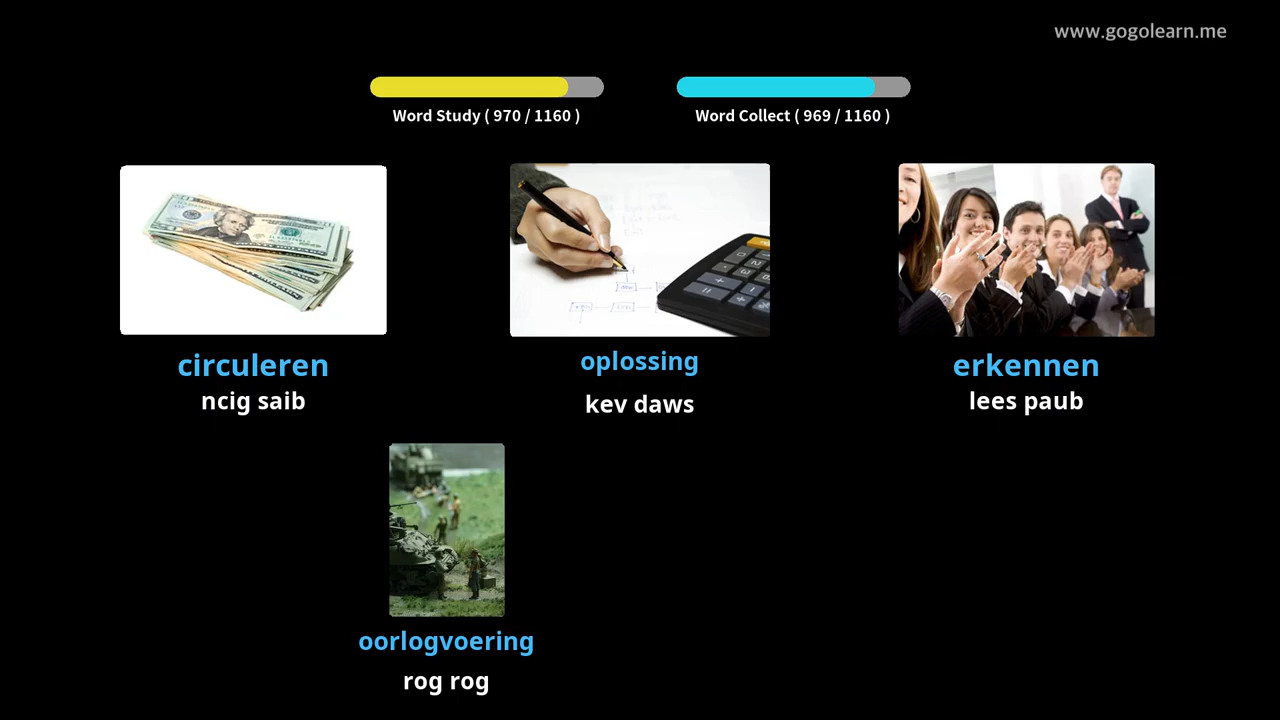 www.gogolearn.me
Word Study ( 970 / 1160 )
Word Collect ( 969 / 1160 )
circuleren
ncig saib
oplossing
kev daws
erkennen
lees paub
oorlogvoering
rog rog